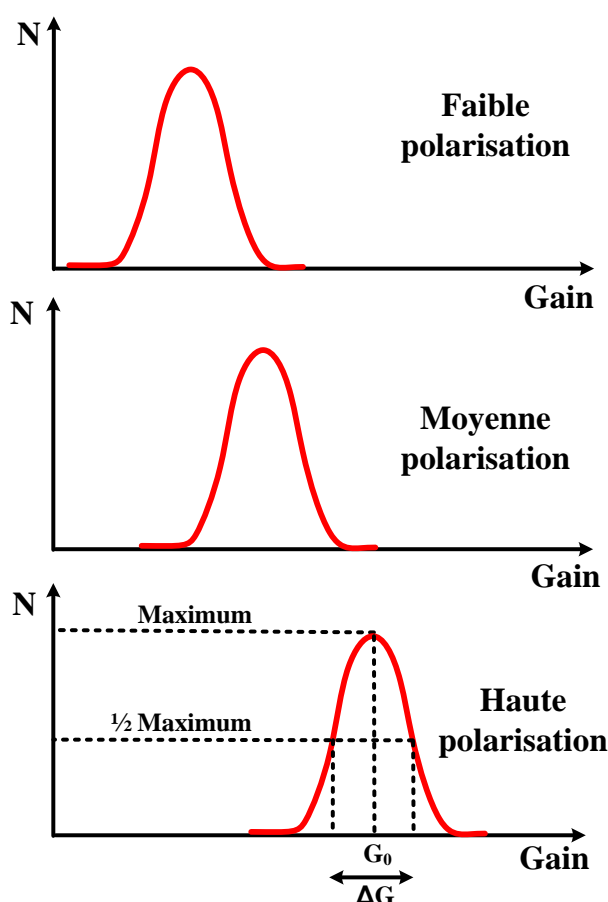 N
Faible
polarisation
Gain
N
Moyenne
polarisation
Gain
N
Maximum
Haute
polarisation
½ Maximum
G₀
Gain
ΔG